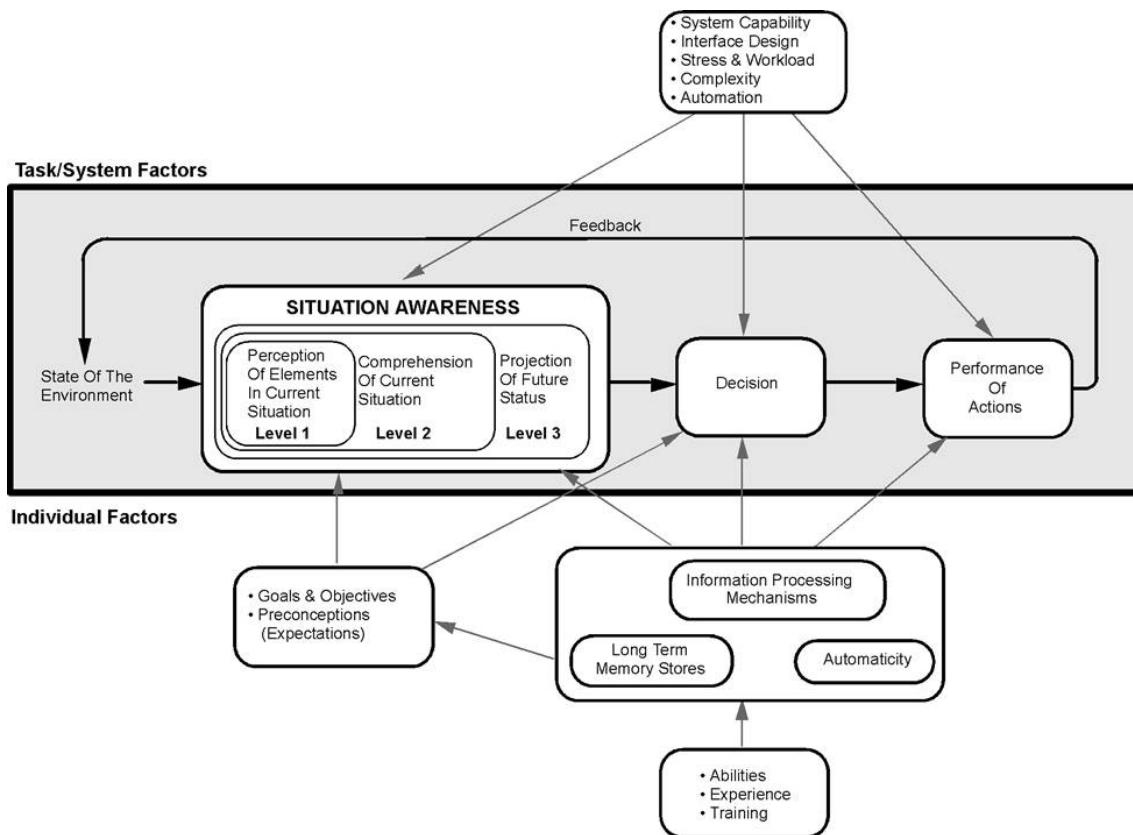 • System Capability
• Interface Design
• Stress & Workload
• Complexity
• Automation
Task/System Factors
Feedback
SITUATION AWARENESS
Perception
Of Elements
In Current
Situation
Level 1
Comprehension
Of Current
Situation
Level 2
Projection
Of Future
Status
Level 3
State Of The
Environment
Decision
Performance
Of
Actions
Individual Factors
• Goals & Objectives
• Preconceptions
(Expectations)
Information Processing
Mechanisms
Long Term
Memory Stores
Automaticity
• Abilities
• Experience
• Training